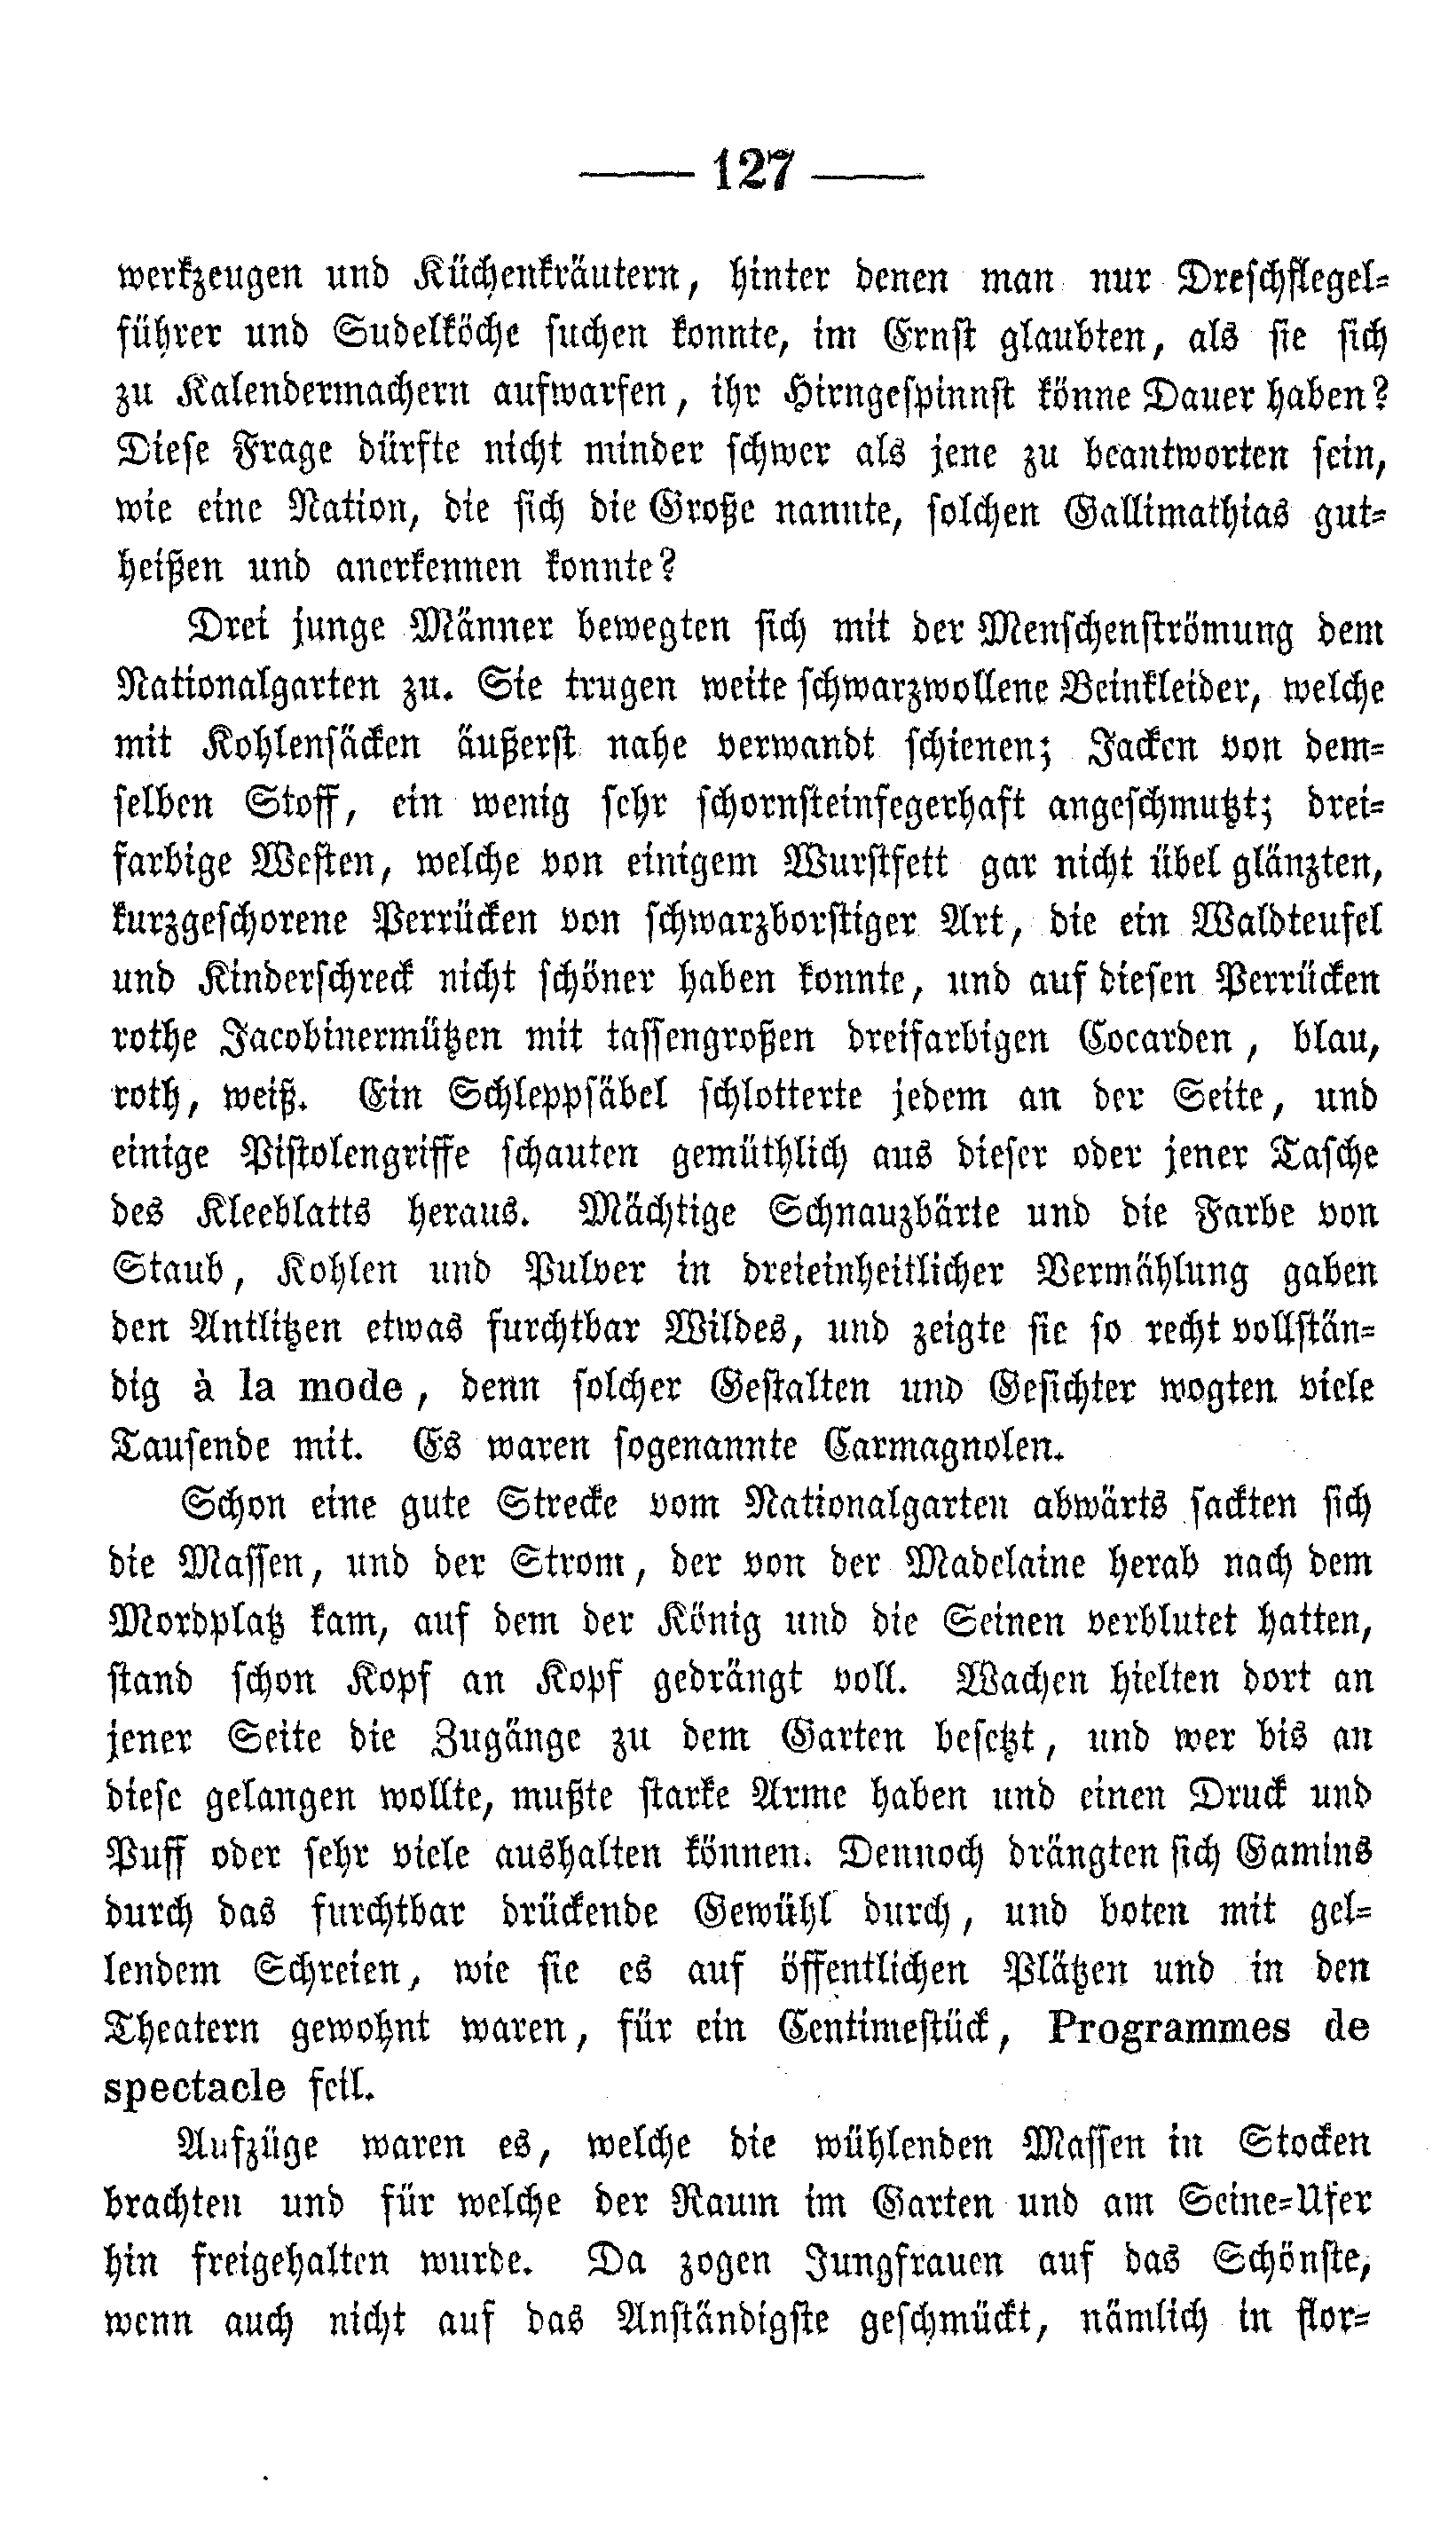 — 127 —
werkzeugen und Küchenkräutern, hinter denen man nur Dreschflegel-
führer und Sudelköche suchen konnte, im Ernst glaubten, als sie sich
zu Kalendermachern aufwarfen, ihr Hirngespinnst könne Dauer haben?
Diese Frage dürfte nicht minder schwer als jene zu beantworten sein,
wie eine Nation, die sich die Große nannte, solchen Gallimathias gut-
heißen und anerkennen konnte?
Drei junge Männer bewegten sich mit der Menschenströmung dem
Nationalgarten zu. Sie trugen weite schwarzwollene Beinkleider, welche
mit Kohlensäcken äußerst nahe verwandt schienen; Jacken von dem-
selben Stoff, ein wenig sehr schornsteinfegerhaft angeschmutzt; drei-
farbige Westen, welche von einigem Wurstfett gar nicht übel glänzten,
kurzgeschorene Perrücken von schwarzborstiger Art, die ein Waldteufel
und Kinderschreck nicht schöner haben konnte, und auf diesen Perrücken
rothe Jacobinermützen mit tassengroßen dreifarbigen Cocarden, blau,
roth, weiß. Ein Schleppsäbel schlotterte jedem an der Seite, und
einige Pistolengriffe schauten gemüthlich aus dieser oder jener Tasche
des Kleeblatts heraus. Mächtige Schnauzbärte und die Farbe von
Staub, Kohlen und Pulver in dreieinheitlicher Vermählung gaben
den Antlitzen etwas furchtbar Wildes, und zeigte sie so recht vollstän-
dig à la mode, denn solcher Gestalten und Gesichter wogten viele
Tausende mit. Es waren sogenannte Carmagnolen.
Schon eine gute Strecke vom Nationalgarten abwärts sackten sich
die Massen, und der Strom, der von der Madelaine herab nach dem
Mordplatz kam, auf dem der König und die Seinen verblutet hatten,
stand schon Kopf an Kopf gedrängt voll. Wachen hielten dort an
jener Seite die Zugänge zu dem Garten besetzt, und wer bis an
diese gelangen wollte, mußte starke Arme haben und einen Druck und
Puff oder sehr viele aushalten können. Dennoch drängten sich Gamins
durch das furchtbar drückende Gewühl durch, und boten mit gel-
lendem Schreien, wie sie es auf öffentlichen Plätzen und in den
Theatern gewohnt waren, für ein Centimestück, Programmes de
spectacle feil.
Aufzüge waren es, welche die wühlenden Massen in Stocken
brachten und für welche der Raum im Garten und am Seine-Ufer
hin freigehalten wurde. Da zogen Jungfrauen auf das Schönste,
wenn auch nicht auf das Anständigste geschmückt, nämlich in flor-